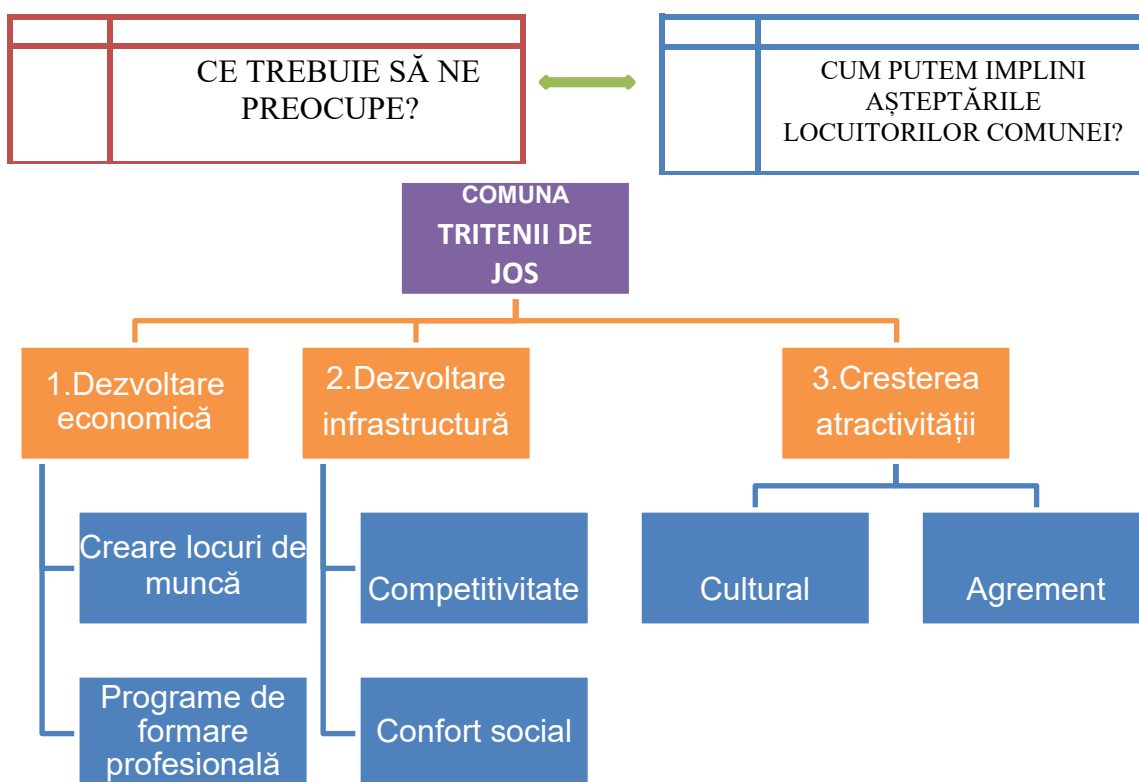 CE TREBUIE SĂ NE
PREOCUPE?
CUM PUTEM IMPLINI
AȘTEPTĂRILE
LOCUITORILOR COMUNEI?
COMUNA
TRITENII DE
JOS
1.Dezvoltare
economică
2.Dezvoltare
infrastructură
3.Cresterea
atractivității
Creare locuri de
muncă
Competitivitate
Cultural
Agrement
Programe de
formare
profesională
Confort social